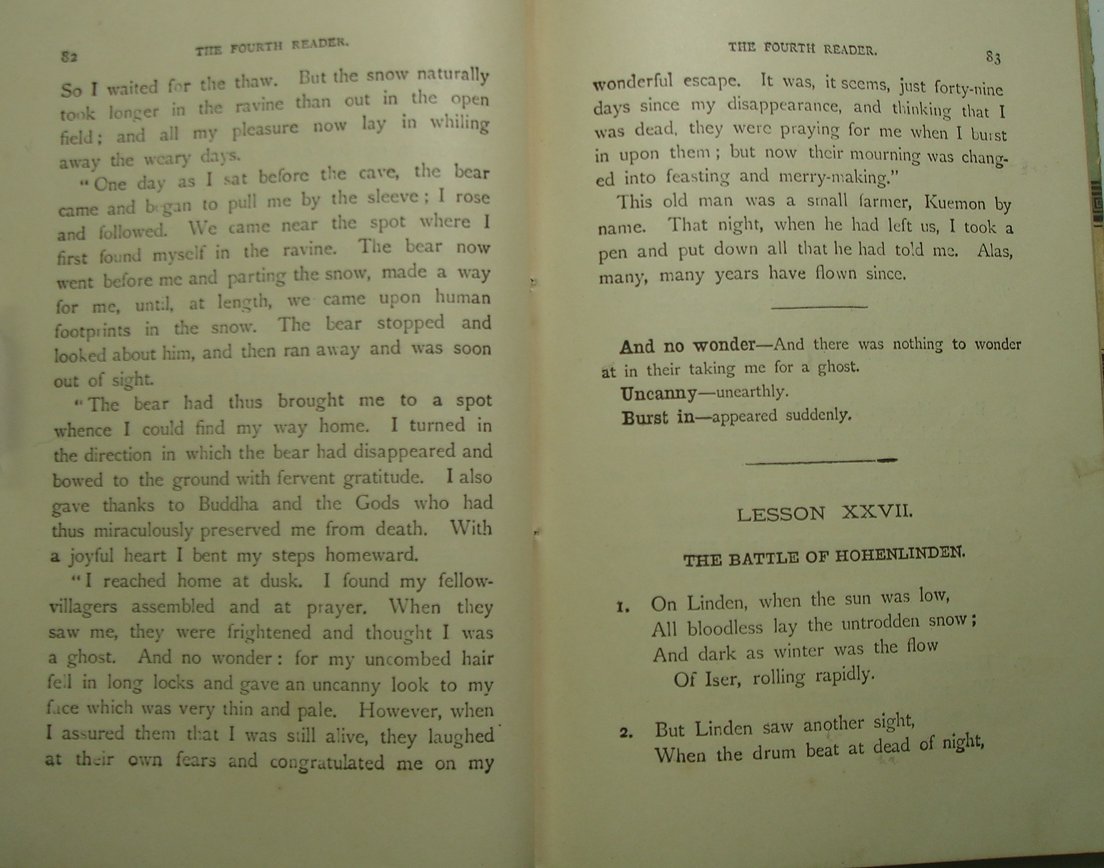 82
THE FOURTH READER.
So I waited for the thaw. But the snow naturally
took longer in the ravine than out in the open
field; and all my pleasure now lay in whiling
away the weary days.
"One day as I sat before the cave, the bear
came and began to pull me by the sleeve; I rose
and followed. We came near the spot where I
first found myself in the ravine. The bear now
went before me and parting the snow, made a way
for me, until, at length, we came upon human
footprints in the snow. The bear stopped and
looked about him, and then ran away and was soon
out of sight.
"The bear had thus brought me to a spot
whence I could find my way home. I turned in
the direction in which the bear had disappeared and
bowed to the ground with fervent gratitude. I also
gave thanks to Buddha and the Gods who had
thus miraculously preserved me from death. With
a joyful heart I bent my steps homeward.
"I reached home at dusk. I found my fellow-
villagers assembled and at prayer. When they
saw me, they were frightened and thought I was
a ghost. And no wonder: for my uncombed hair
fell in long locks and gave an uncanny look to my
face which was very thin and pale. However, when
I assured them that I was still alive, they laughed
at their own fears and congratulated me on my
THE FOURTH READER.
83
wonderful escape. It was, it seems, just forty-nine
days since my disappearance, and thinking that I
was dead, they were praying for me when I burst
in upon them; but now their mourning was chang-
ed into feasting and merry-making."
This old man was a small farmer, Kuemon by
name. That night, when he had left us, I took a
pen and put down all that he had told me. Alas,
many, many years have flown since.
And no wonder—And there was nothing to wonder
at in their taking me for a ghost.
Uncanny—unearthly.
Burst in—appeared suddenly.
LESSON XXVII.
THE BATTLE OF HOHENLINDEN.
1. On Linden, when the sun was low,
All bloodless lay the untrodden snow;
And dark as winter was the flow
Of Iser, rolling rapidly.
2. But Linden saw another sight,
When the drum beat at dead of night,